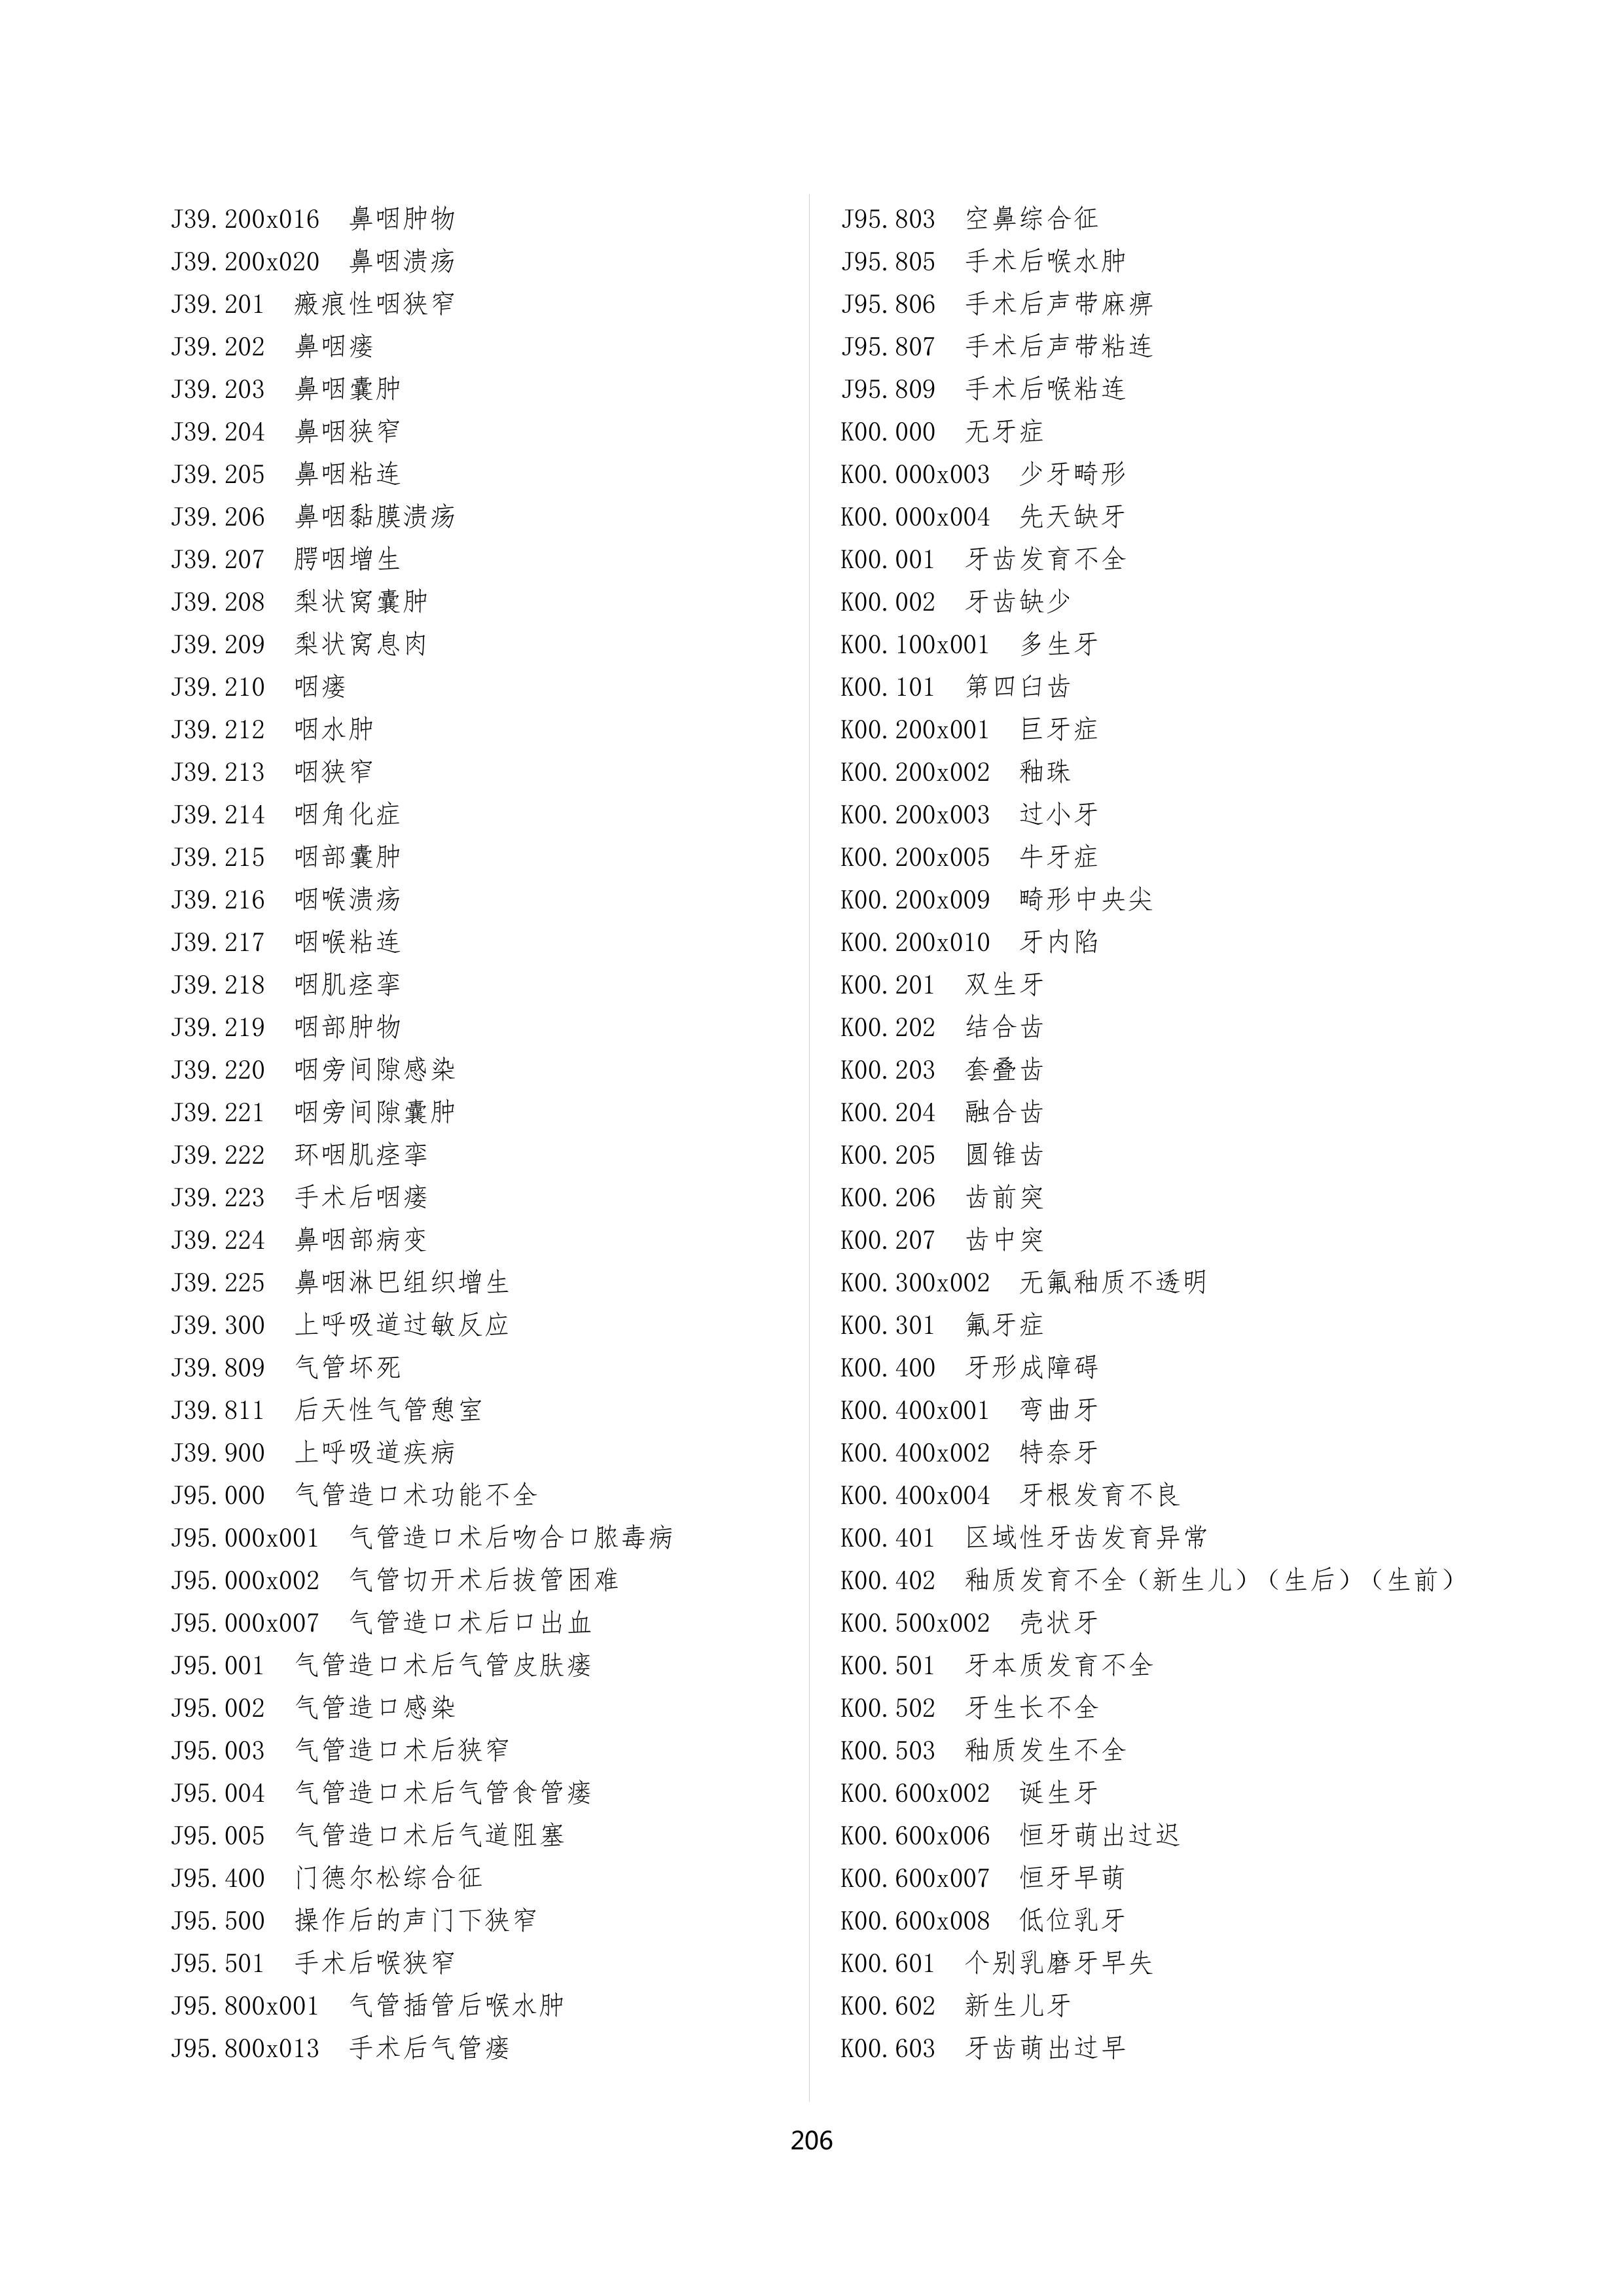 J39.200x016 鼻咽肿物
J39.200x020 鼻咽溃疡
J39.201 瘢痕性咽狭窄
J39.202 鼻咽瘘
J39.203 鼻咽囊肿
J39.204 鼻咽狭窄
J39.205 鼻咽粘连
J39.206 鼻咽黏膜溃疡
J39.207 腭咽增生
J39.208 梨状窝囊肿
J39.209 梨状窝息肉
J39.210 咽瘘
J39.212 咽水肿
J39.213 咽狭窄
J39.214 咽角化症
J39.215 咽部囊肿
J39.216 咽喉溃疡
J39.217 咽喉粘连
J39.218 咽肌痉挛
J39.219 咽部肿物
J39.220 咽旁间隙感染
J39.221 咽旁间隙囊肿
J39.222 环咽肌痉挛
J39.223 手术后咽瘘
J39.224 鼻咽部病变
J39.225 鼻咽淋巴组织增生
J39.300 上呼吸道过敏反应
J39.809 气管坏死
J39.811 后天性气管憩室
J39.900 上呼吸道疾病
J95.000 气管造口术功能不全
J95.000x001 气管造口术后吻合口脓毒病
J95.000x002 气管切开术后拔管困难
J95.000x007 气管造口术后口出血
J95.001 气管造口术后气管皮肤瘘
J95.002 气管造口感染
J95.003 气管造口术后狭窄
J95.004 气管造口术后气管食管瘘
J95.005 气管造口术后气道阻塞
J95.400 门德尔松综合征
J95.500 操作后的声门下狭窄
J95.501 手术后喉狭窄
J95.800x001 气管插管后喉水肿
J95.800x013 手术后气管瘘
J95.803 空鼻综合征
J95.805 手术后喉水肿
J95.806 手术后声带麻痹
J95.807 手术后声带粘连
J95.809 手术后喉粘连
K00.000 无牙症
K00.000x003 少牙畸形
K00.000x004 先天缺牙
K00.001 牙齿发育不全
K00.002 牙齿缺少
K00.100x001 多生牙
K00.101 第四臼齿
K00.200x001 巨牙症
K00.200x002 釉珠
K00.200x003 过小牙
K00.200x005 牛牙症
K00.200x009 畸形中央尖
K00.200x010 牙内陷
K00.201 双生牙
K00.202 结合齿
K00.203 套叠齿
K00.204 融合齿
K00.205 圆锥齿
K00.206 齿前突
K00.207 齿中突
K00.300x002 无氟釉质不透明
K00.301 氟牙症
K00.400 牙形成障碍
K00.400x001 弯曲牙
K00.400x002 特奈牙
K00.400x004 牙根发育不良
K00.401 区域性牙齿发育异常
K00.402 釉质发育不全（新生儿）（生后）（生前）
K00.500x002 壳状牙
K00.501 牙本质发育不全
K00.502 牙生长不全
K00.503 釉质发生不全
K00.600x002 诞生牙
K00.600x006 恒牙萌出过迟
K00.600x007 恒牙早萌
K00.600x008 低位乳牙
K00.601 个别乳磨牙早失
K00.602 新生儿牙
K00.603 牙齿萌出过早
206